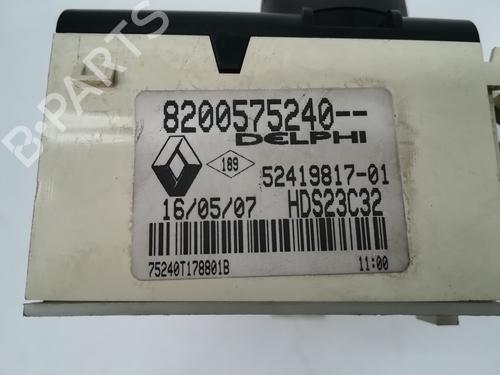 B-PARTS
8200575240--
DELPHI
189
52419817-01
16/05/07 HDS23C32
75240T178801B 11:00